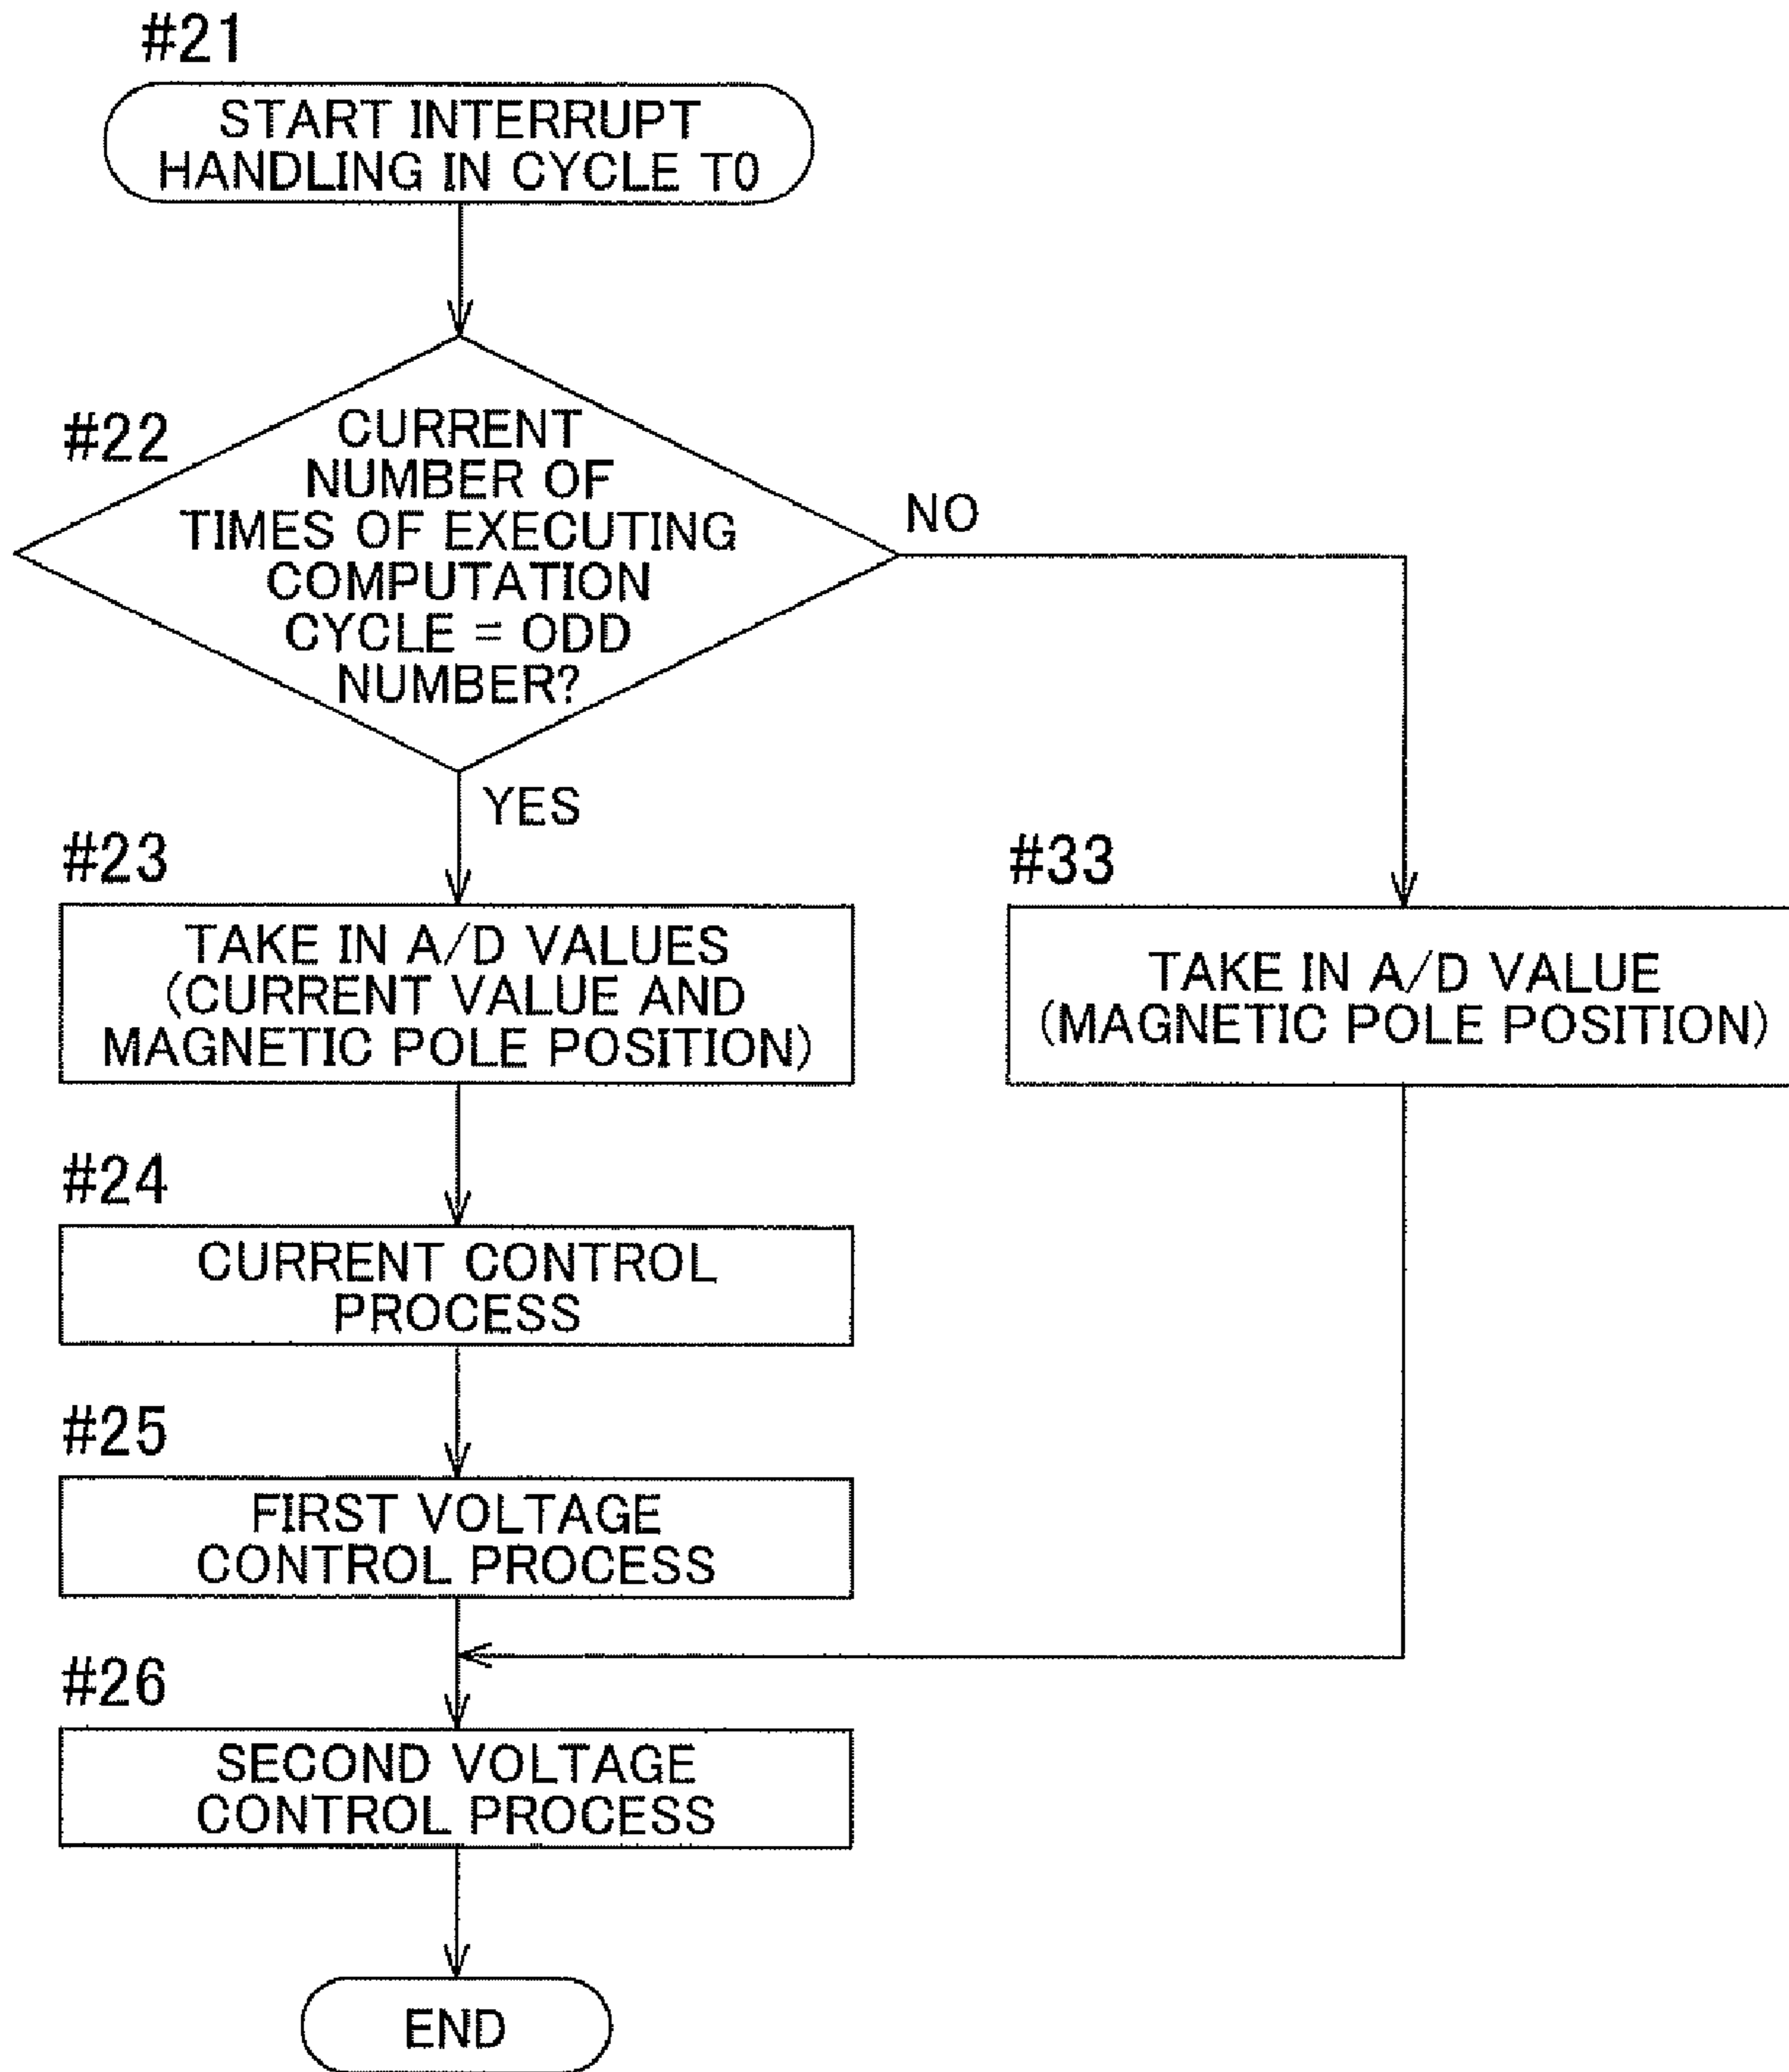 #21
START INTERRUPT
HANDLING IN CYCLE T0
#22
CURRENT
NUMBER OF
TIMES OF EXECUTING
COMPUTATION
CYCLE = ODD
NUMBER?
NO
YES
#23
TAKE IN A/D VALUES
(CURRENT VALUE AND
MAGNETIC POLE POSITION)
#33
TAKE IN A/D VALUE
(MAGNETIC POLE POSITION)
#24
CURRENT CONTROL
PROCESS
#25
FIRST VOLTAGE
CONTROL PROCESS
#26
SECOND VOLTAGE
CONTROL PROCESS
END